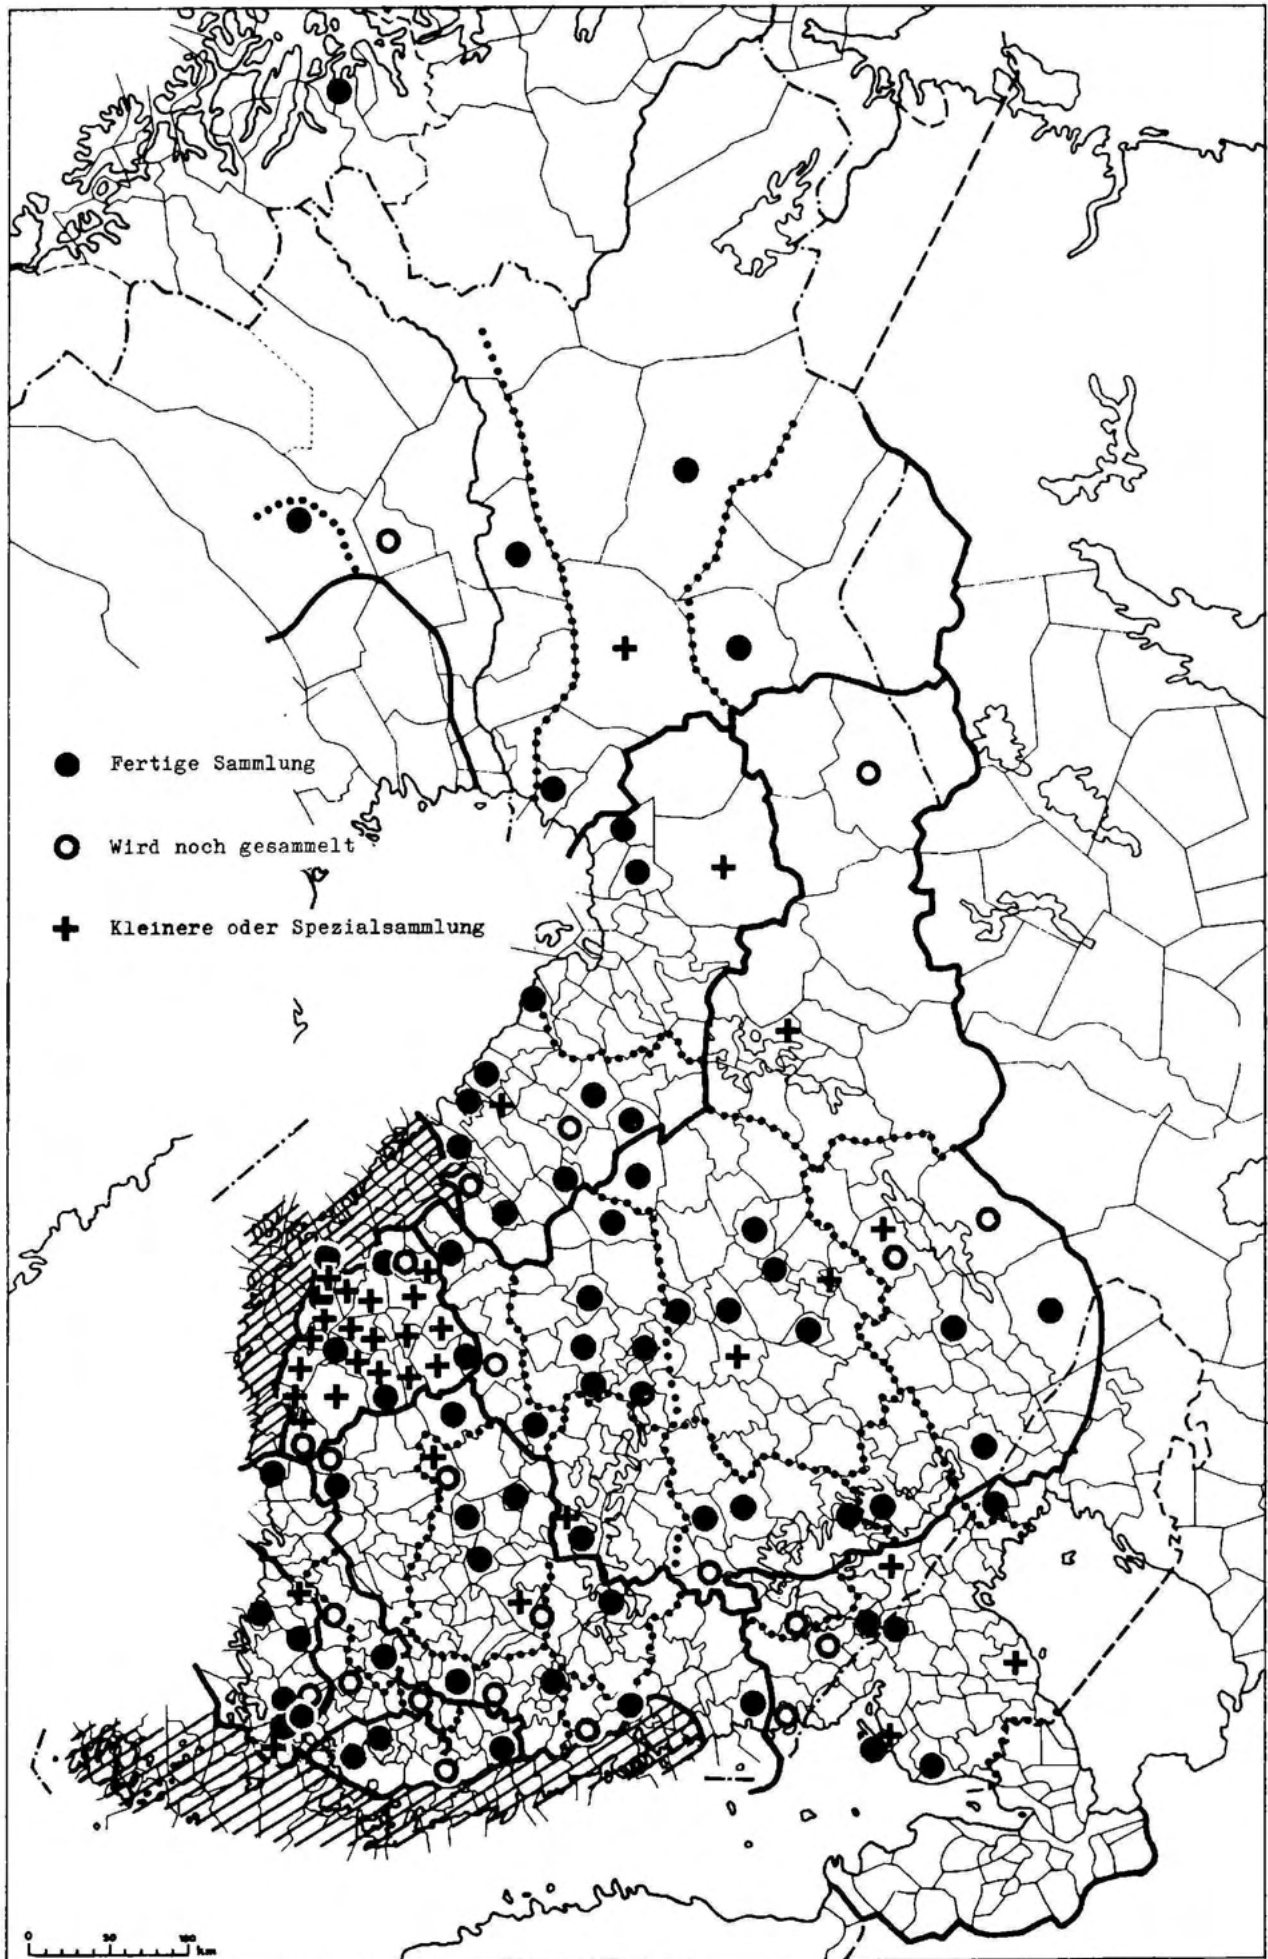 Fertige Sammlung
Wird noch gesammelt
Kleinere oder Spezialsammlung
0 50 100 km